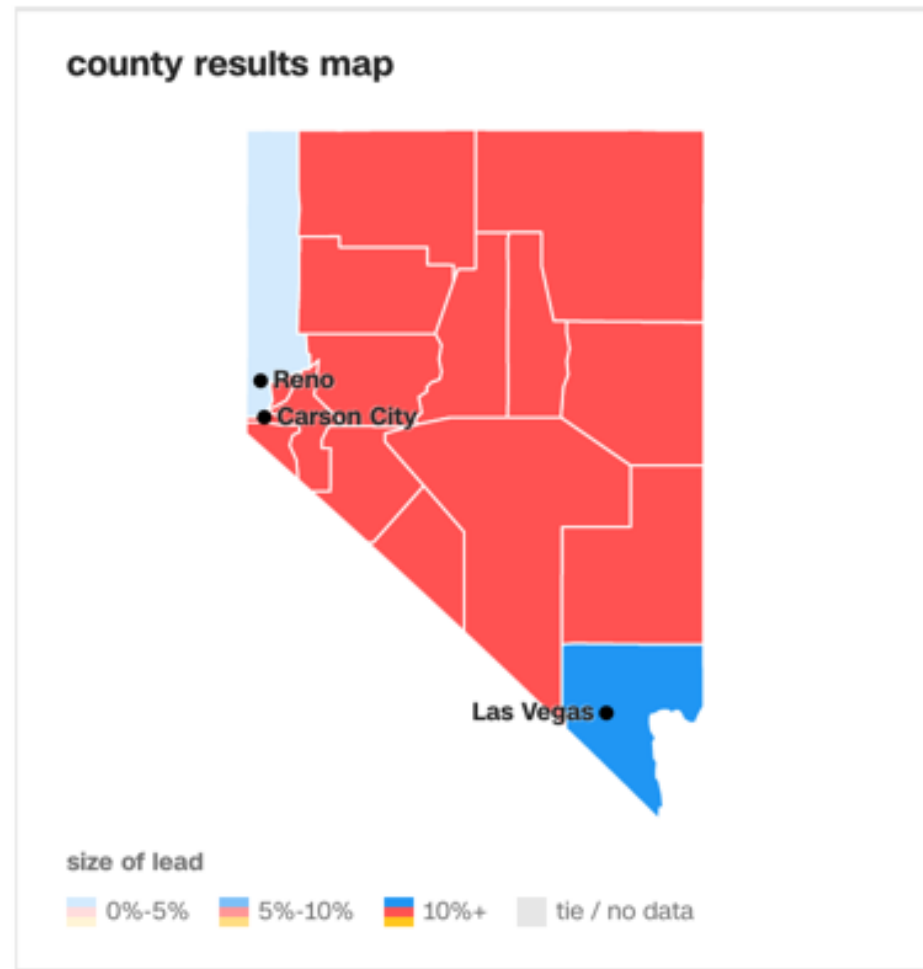 county results map
Reno
Carson City
Las Vegas
size of lead
0%-5% 5%-10% 10%+ tie / no data